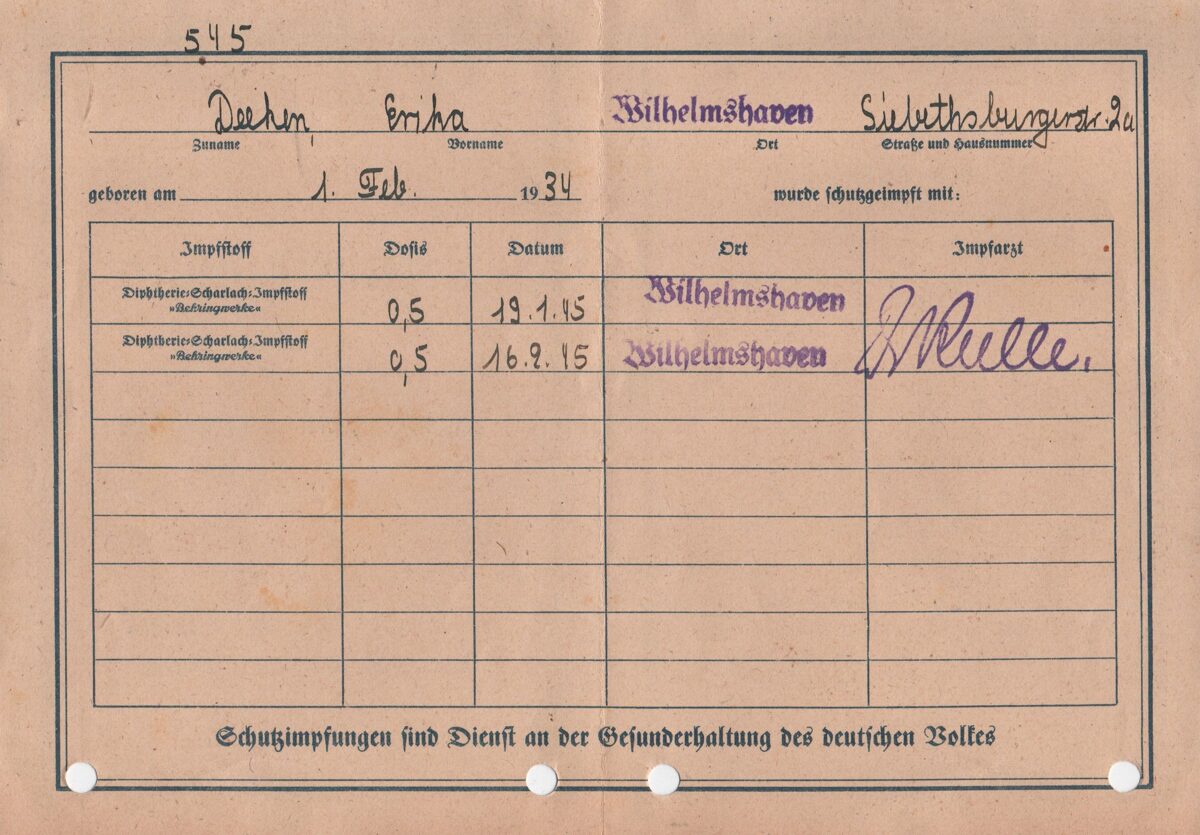 545
Deeken, Erika Wilhelmshaven Siebethsburgerstr. 2a
Zuname Vorname Ort Straße und Hausnummer
geboren am 1. Feb. 1934 wurde schutzgeimpft mit:
Impfstoff Dosis Datum Ort Impfarzt
Diphtherie-Scharlach-Impfstoff
»Behringwerke« 0,5 19.1.45 Wilhelmshaven
Diphtherie-Scharlach-Impfstoff
»Behringwerke« 0,5 16.2.45 Wilhelmshaven
Schutzimpfungen sind Dienst an der Gesunderhaltung des deutschen Volkes